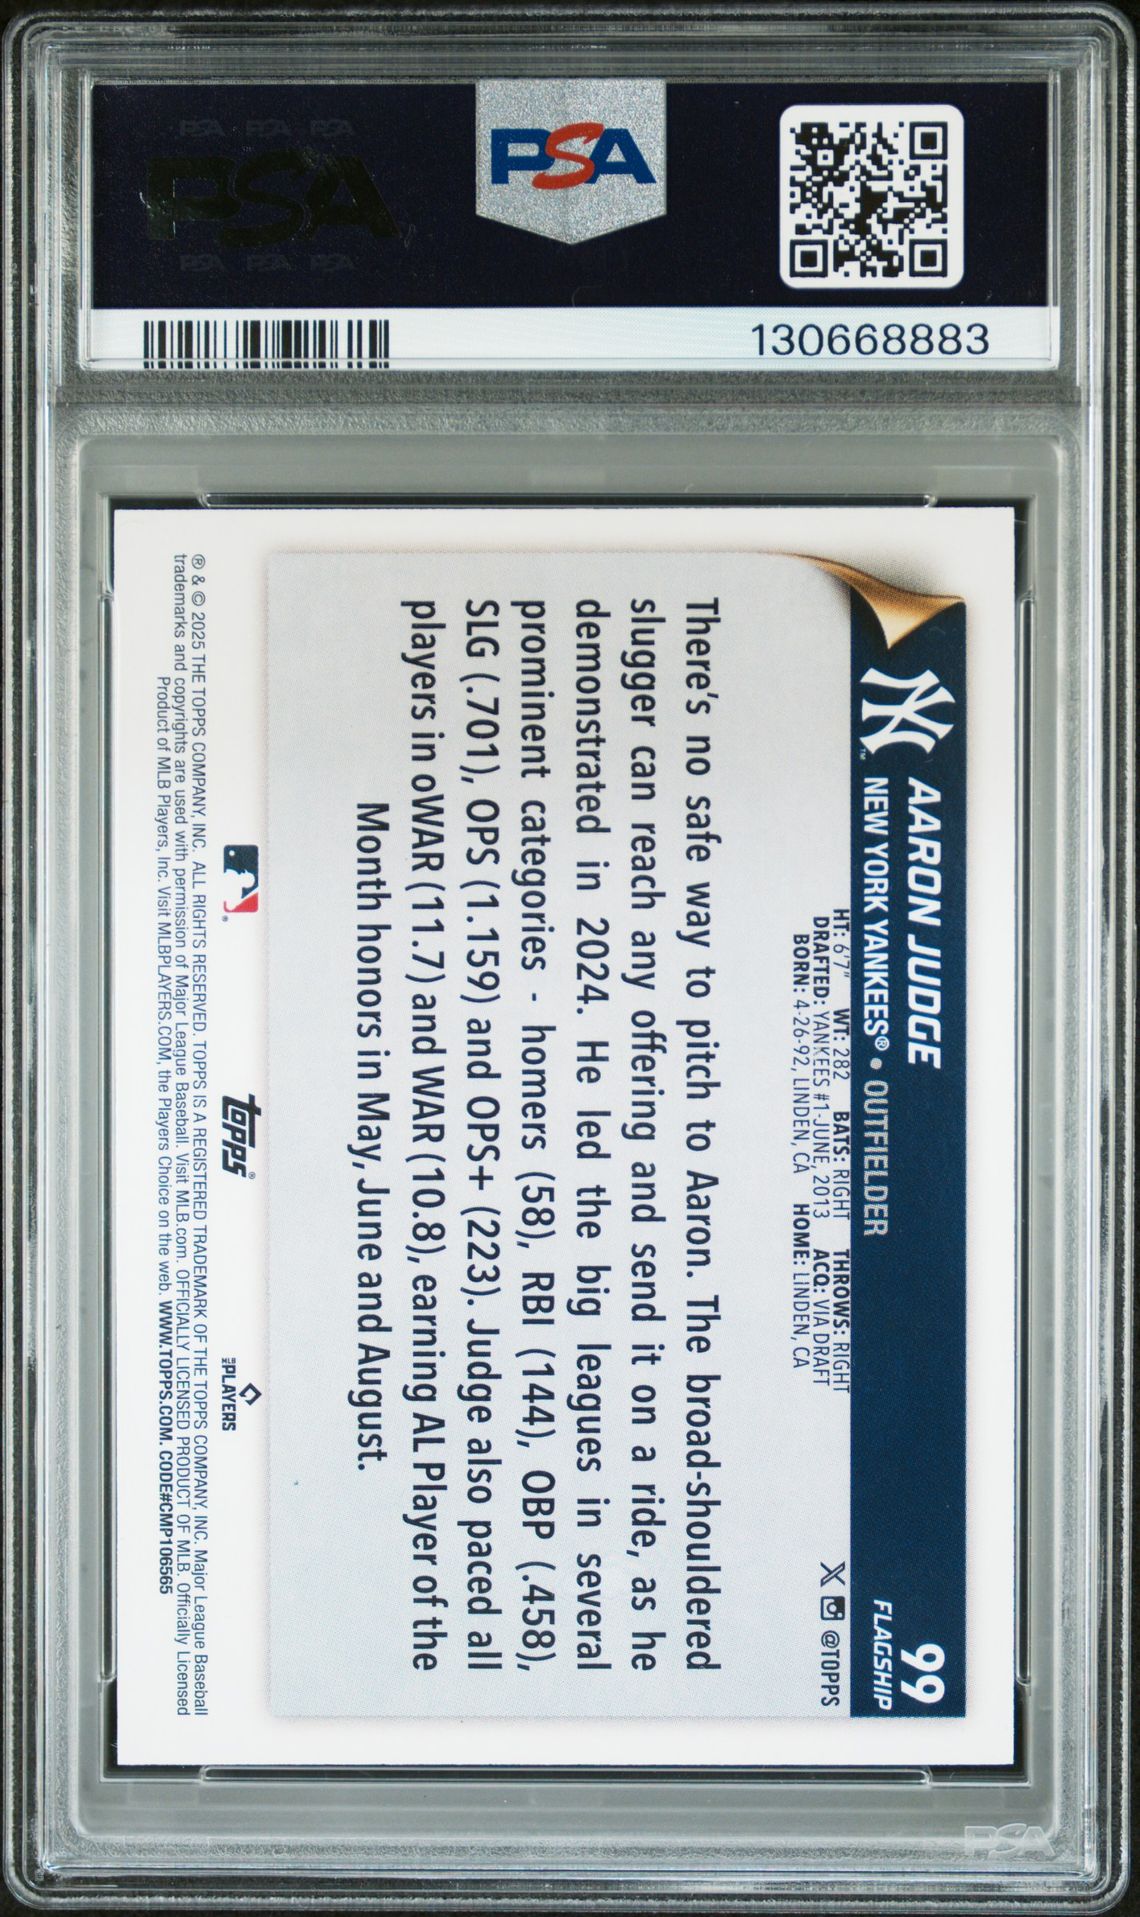 PSA PSA PSA
PSA
PSA PSA PSA
PSA
130668883
99
FLAGSHIP
AARON JUDGE
NEW YORK YANKEES® • OUTFIELDER
TM
HT: 6'7" WT: 282 BATS: RIGHT THROWS: RIGHT
DRAFTED: YANKEES #1-JUNE, 2013 ACQ: VIA DRAFT
BORN: 4-26-92, LINDEN, CA HOME: LINDEN, CA
@TOPPS
There's no safe way to pitch to Aaron. The broad-shouldered
slugger can reach any offering and send it on a ride, as he
demonstrated in 2024. He led the big leagues in several
prominent categories - homers (58), RBI (144), OBP (.458),
SLG (.701), OPS (1.159) and OPS+ (223). Judge also paced all
players in oWAR (11.7) and WAR (10.8), earning AL Player of the
Month honors in May, June and August.
®
topps®
MLB PLAYERS
® & © 2025 THE TOPPS COMPANY, INC. ALL RIGHTS RESERVED. TOPPS IS A REGISTERED TRADEMARK OF THE TOPPS COMPANY, INC. Major League Baseball
trademarks and copyrights are used with permission of Major League Baseball. Visit MLB.com. OFFICIALLY LICENSED PRODUCT OF MLB. Officially Licensed
Product of MLB Players, Inc. Visit MLBPLAYERS.COM, the Players Choice on the web. WWW.TOPPS.COM. CODE#CMP106565
PSA